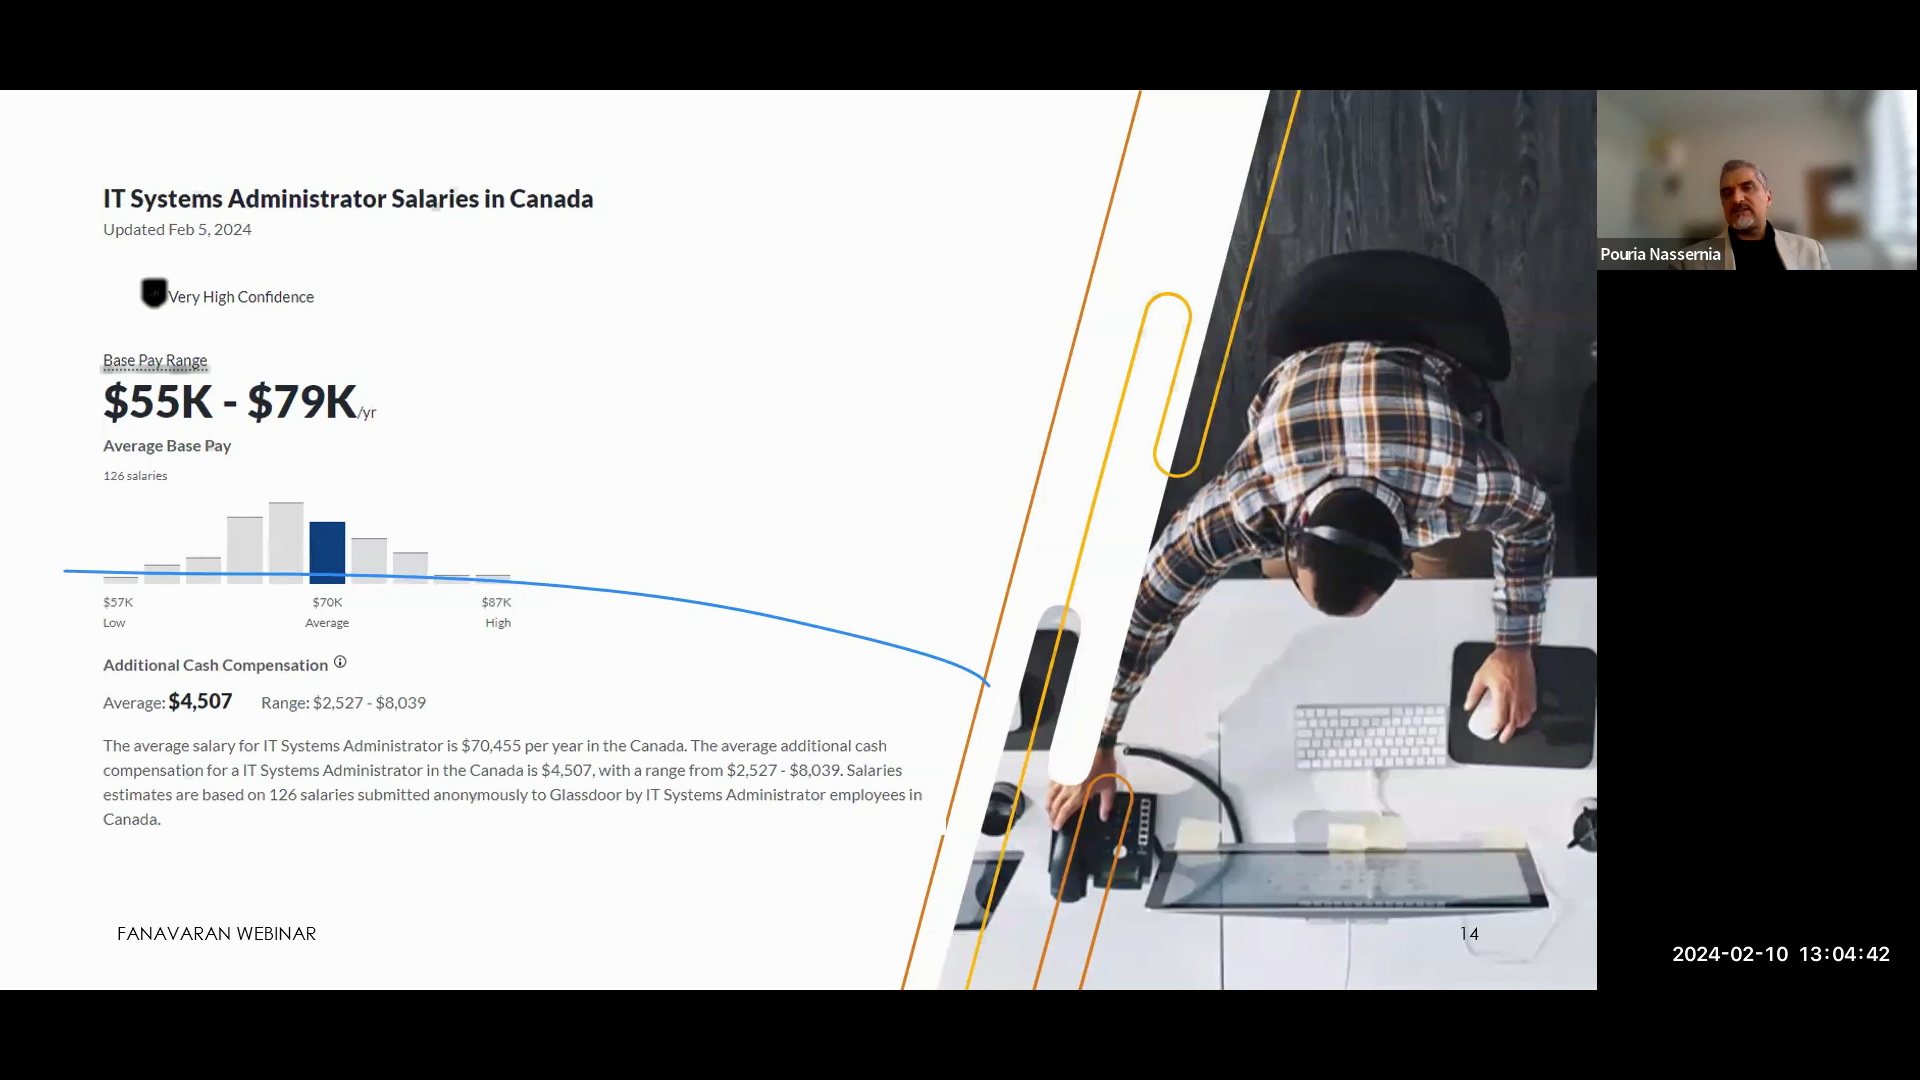 IT Systems Administrator Salaries in Canada
Updated Feb 5, 2024
Very High Confidence
Base Pay Range
$55K - $79K/yr
Average Base Pay
126 salaries
$57K $70K $87K
Low Average High
Additional Cash Compensation
Average: $4,507 Range: $2,527 - $8,039
The average salary for IT Systems Administrator is $70,455 per year in the Canada. The average additional cash
compensation for a IT Systems Administrator in the Canada is $4,507, with a range from $2,527 - $8,039. Salaries
estimates are based on 126 salaries submitted anonymously to Glassdoor by IT Systems Administrator employees in
Canada.
FANAVARAN WEBINAR
14
Pouria Nassernia
2024-02-10 13:04:42